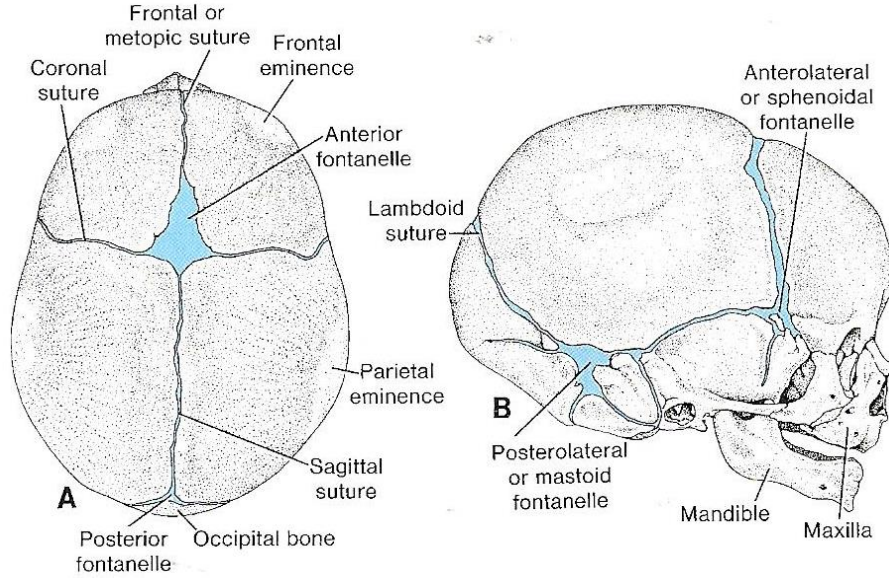 Frontal or
metopic suture
Frontal
eminence
Coronal
suture
Anterior
fontanelle
Parietal
eminence
Sagittal
suture
A
Posterior
fontanelle
Occipital bone
Anterolateral
or sphenoidal
fontanelle
Lambdoid
suture
B
Posterolateral
or mastoid
fontanelle
Mandible
Maxilla